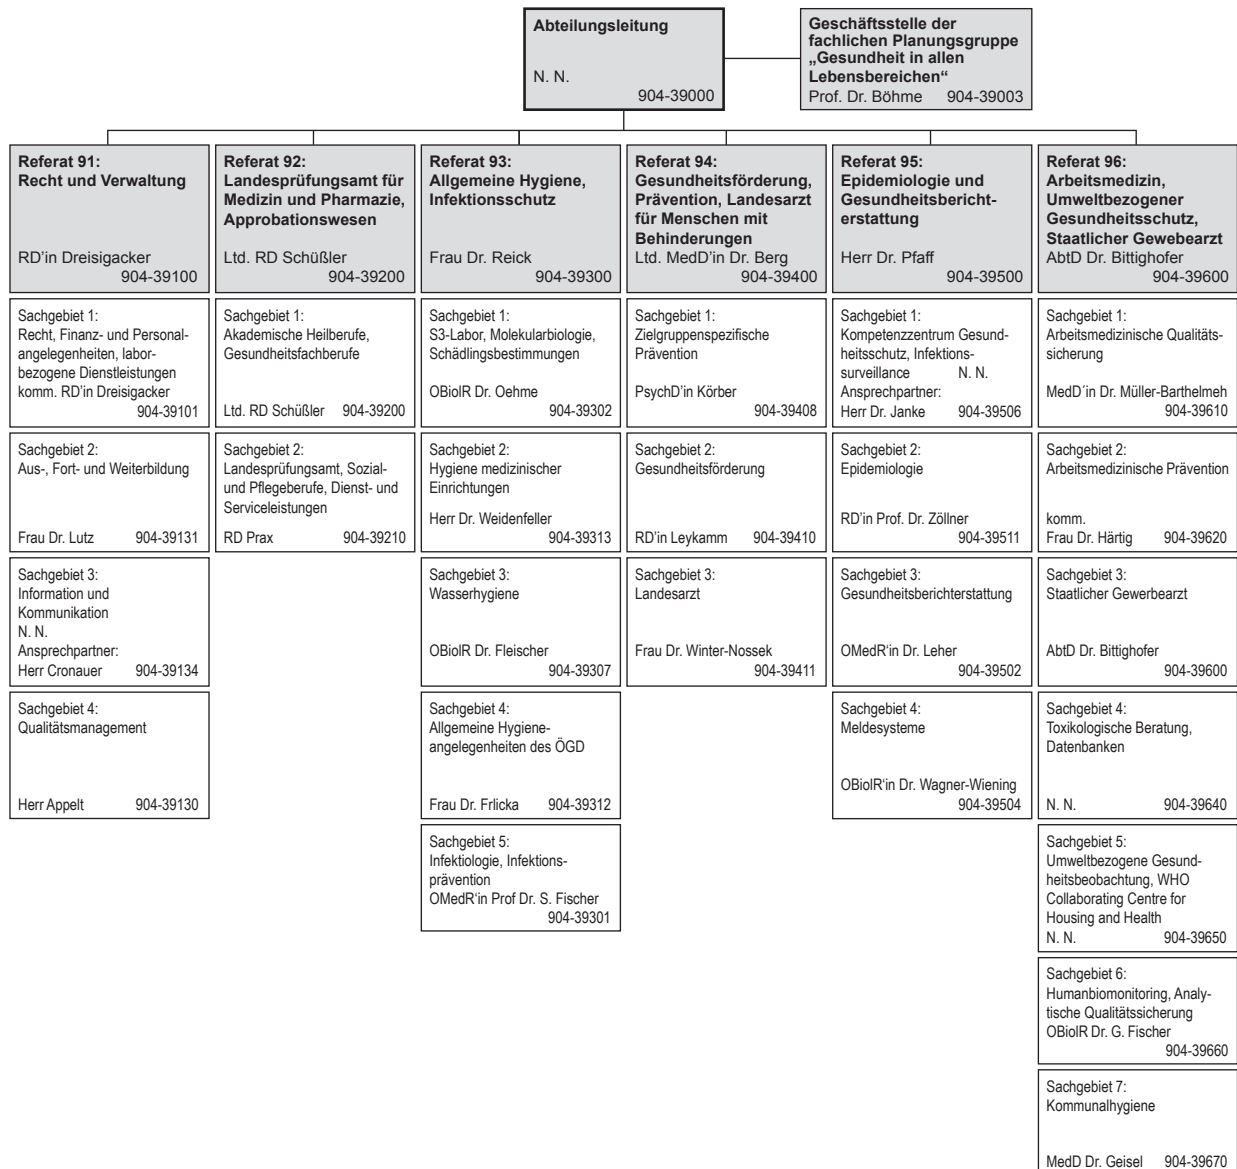 Abteilungsleitung
N. N.
904-39000
Geschäftsstelle der
fachlichen Planungsgruppe
„Gesundheit in allen
Lebensbereichen“
Prof. Dr. Böhme 904-39003
Referat 91:
Recht und Verwaltung
RD’in Dreisigacker
904-39100
Referat 92:
Landesprüfungsamt für
Medizin und Pharmazie,
Approbationswesen
Ltd. RD Schüßler
904-39200
Referat 93:
Allgemeine Hygiene,
Infektionsschutz
Frau Dr. Reick
904-39300
Referat 94:
Gesundheitsförderung,
Prävention, Landesarzt
für Menschen mit
Behinderungen
Ltd. MedD’in Dr. Berg
904-39400
Referat 95:
Epidemiologie und
Gesundheitsbericht-
erstattung
Herr Dr. Pfaff
904-39500
Referat 96:
Arbeitsmedizin,
Umweltbezogener
Gesundheitsschutz,
Staatlicher Gewebearzt
AbtD Dr. Bittighofer
904-39600
Sachgebiet 1:
Recht, Finanz- und Personal-
angelegenheiten, labor-
bezogene Dienstleistungen
komm. RD’in Dreisigacker
904-39101
Sachgebiet 1:
Akademische Heilberufe,
Gesundheitsfachberufe
Ltd. RD Schüßler 904-39200
Sachgebiet 1:
S3-Labor, Molekularbiologie,
Schädlingsbestimmungen
OBiolR Dr. Oehme
904-39302
Sachgebiet 1:
Zielgruppenspezifische
Prävention
PsychD’in Körber
904-39408
Sachgebiet 1:
Kompetenzzentrum Gesund-
heitsschutz, Infektions-
surveillance N. N.
Ansprechpartner:
Herr Dr. Janke 904-39506
Sachgebiet 1:
Arbeitsmedizinische Qualitäts-
sicherung
MedD´in Dr. Müller-Barthelmeh
904-39610
Sachgebiet 2:
Aus-, Fort- und Weiterbildung
Frau Dr. Lutz 904-39131
Sachgebiet 2:
Landesprüfungsamt, Sozial-
und Pflegeberufe, Dienst- und
Serviceleistungen
RD Prax 904-39210
Sachgebiet 2:
Hygiene medizinischer
Einrichtungen
Herr Dr. Weidenfeller
904-39313
Sachgebiet 2:
Gesundheitsförderung
RD’in Leykamm 904-39410
Sachgebiet 2:
Epidemiologie
RD’in Prof. Dr. Zöllner
904-39511
Sachgebiet 2:
Arbeitsmedizinische Prävention
komm.
Frau Dr. Härtig 904-39620
Sachgebiet 3:
Information und
Kommunikation
N. N.
Ansprechpartner:
Herr Cronauer 904-39134
Sachgebiet 3:
Wasserhygiene
OBiolR Dr. Fleischer
904-39307
Sachgebiet 3:
Landesarzt
Frau Dr. Winter-Nossek
904-39411
Sachgebiet 3:
Gesundheitsberichterstattung
OMedR‘in Dr. Leher
904-39502
Sachgebiet 3:
Staatlicher Gewerbearzt
AbtD Dr. Bittighofer
904-39600
Sachgebiet 4:
Qualitätsmanagement
Herr Appelt 904-39130
Sachgebiet 4:
Allgemeine Hygiene-
angelegenheiten des ÖGD
Frau Dr. Frlicka 904-39312
Sachgebiet 4:
Meldesysteme
OBiolR‘in Dr. Wagner-Wiening
904-39504
Sachgebiet 4:
Toxikologische Beratung,
Datenbanken
N. N. 904-39640
Sachgebiet 5:
Infektiologie, Infektions-
prävention
OMedR‘in Prof Dr. S. Fischer
904-39301
Sachgebiet 5:
Umweltbezogene Gesund-
heitsbeobachtung, WHO
Collaborating Centre for
Housing and Health
N. N. 904-39650
Sachgebiet 6:
Humanbiomonitoring, Analy-
tische Qualitätssicherung
OBiolR Dr. G. Fischer
904-39660
Sachgebiet 7:
Kommunalhygiene
MedD Dr. Geisel 904-39670